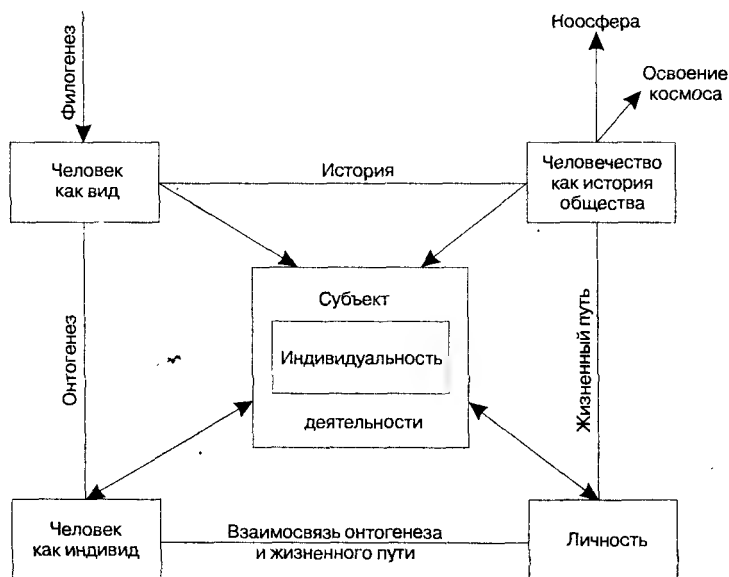 Ноосфера
Филогенез
Освоение
космоса
Человек
как вид
История
Человечество
как история
общества
Субъект
Индивидуальность
деятельности
Онтогенез
Жизненный путь
Человек
как индивид
Взаимосвязь онтогенеза
и жизненного пути
Личность